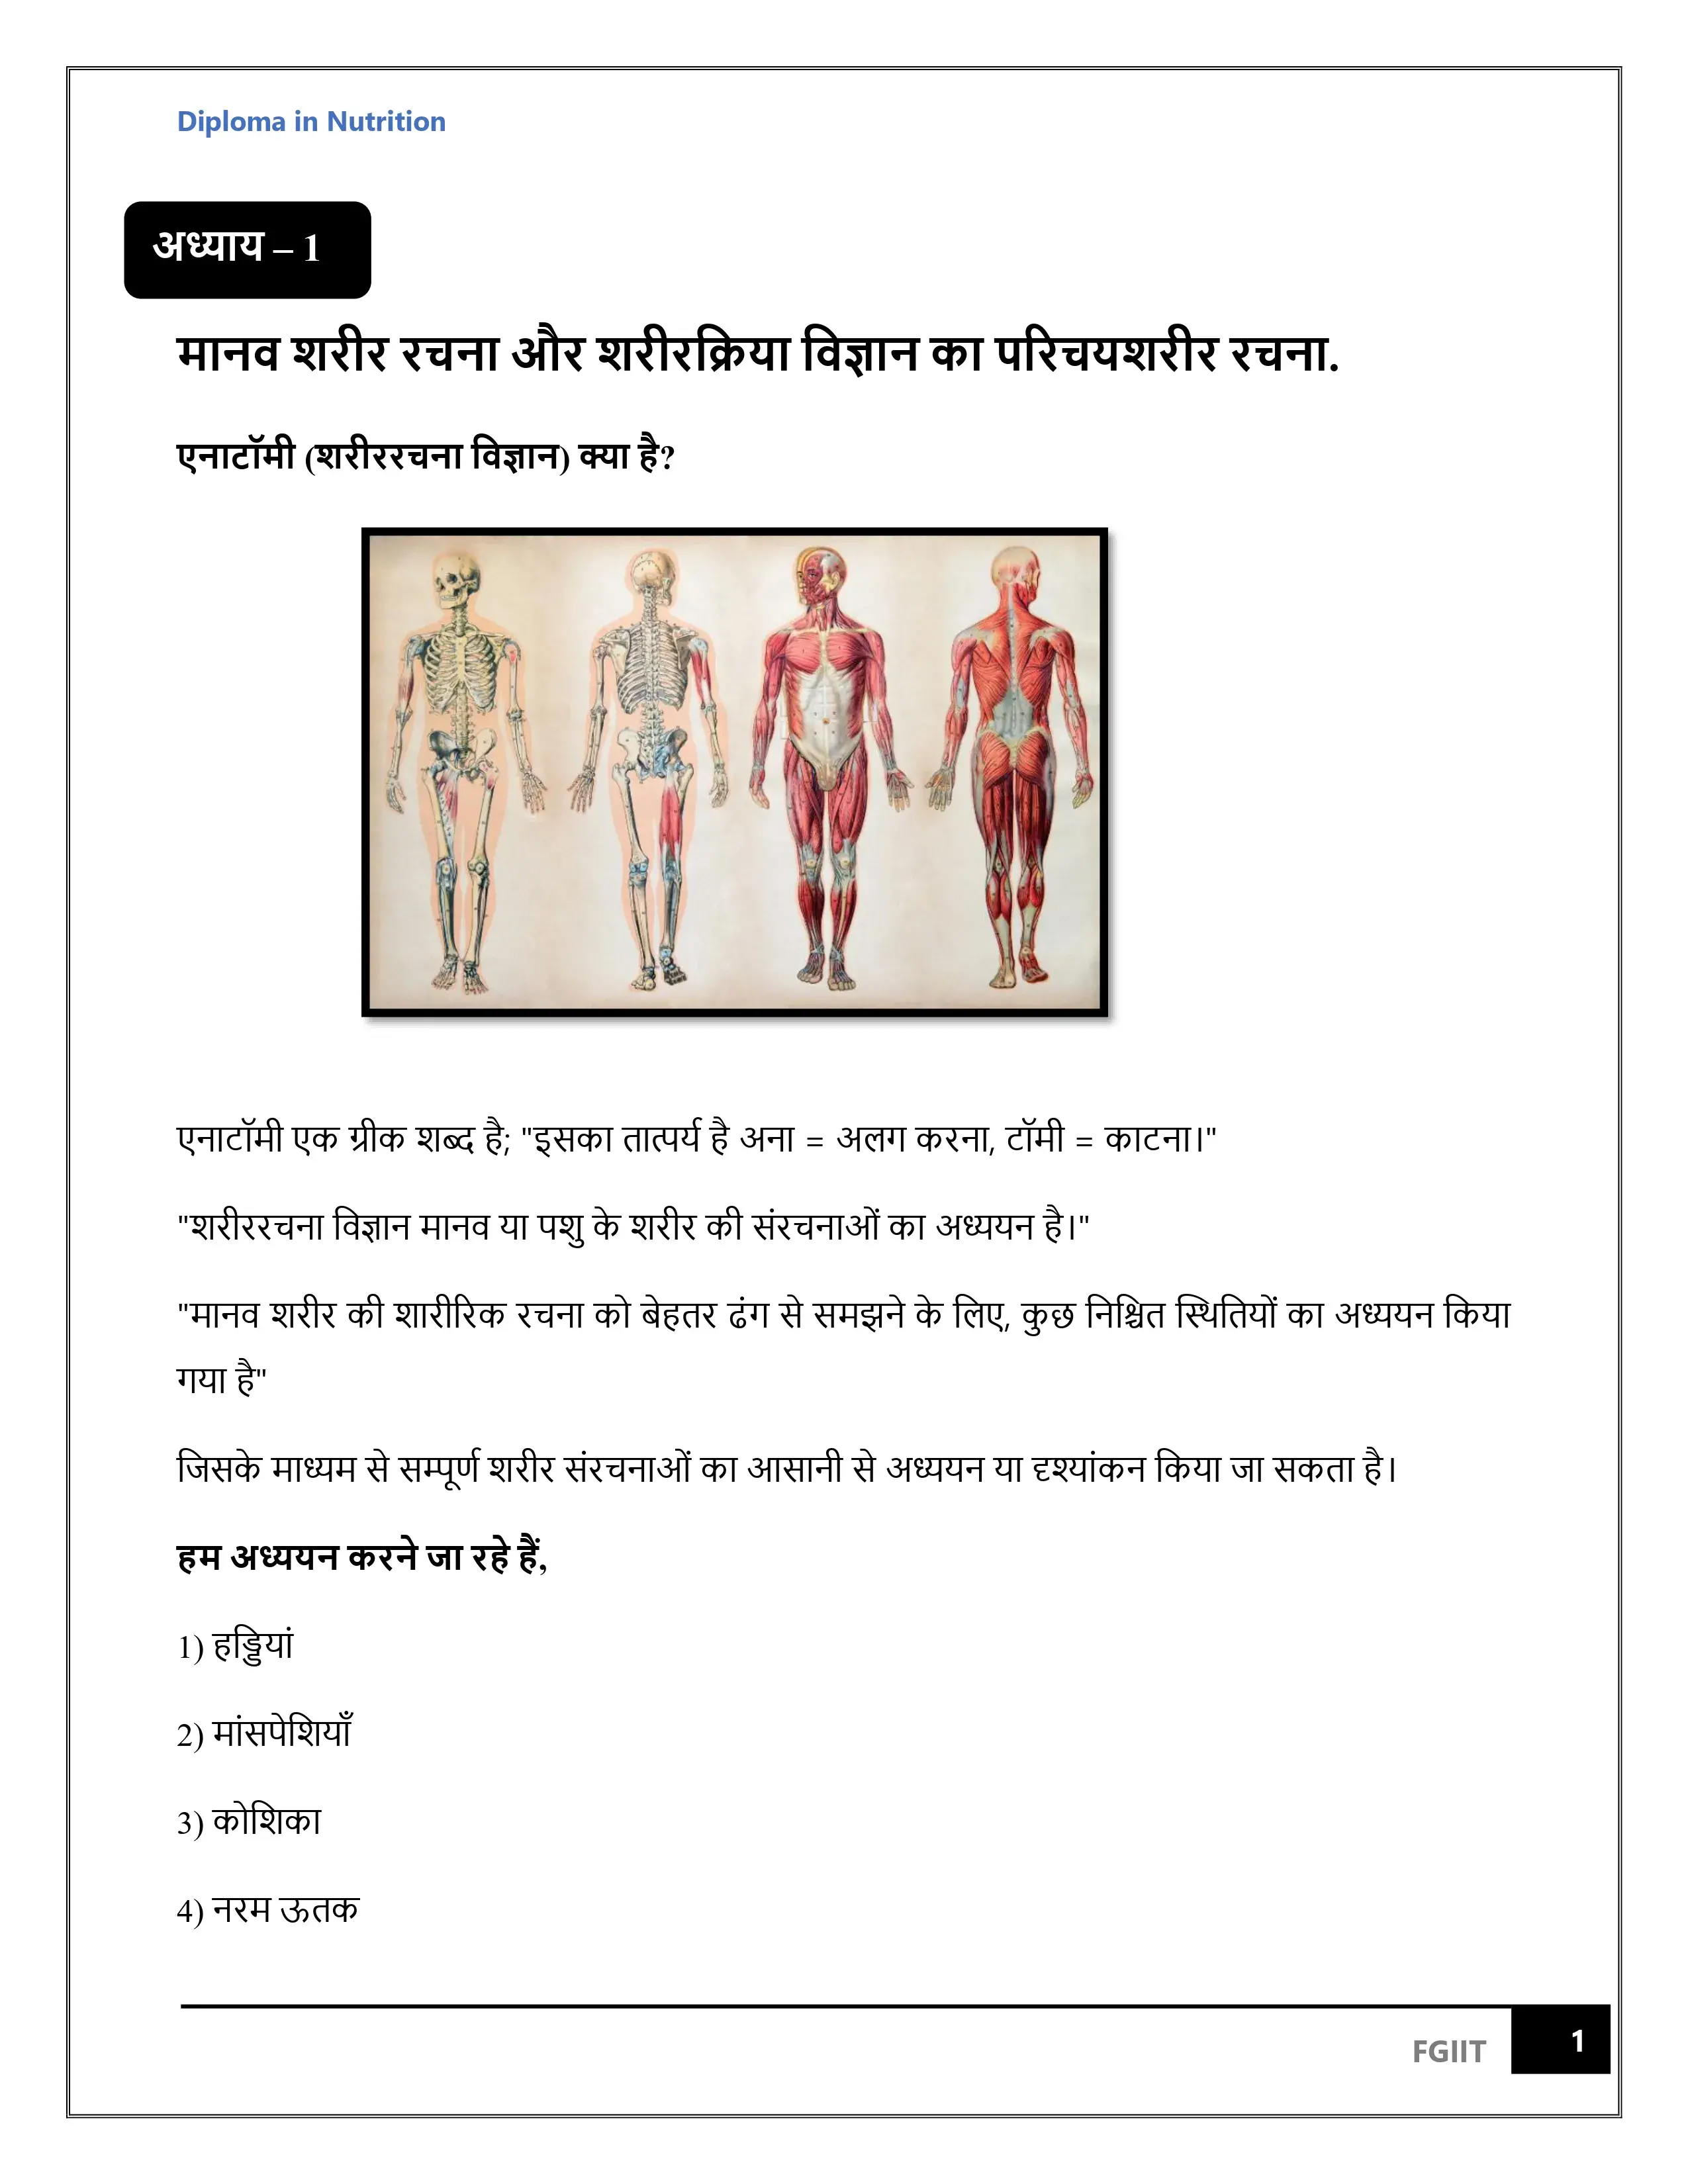 Diploma in Nutrition
अध्याय – 1
मानव शरीर रचना और शरीरक्रिया विज्ञान का परिचयशरीर रचना.
एनाटॉमी (शरीररचना विज्ञान) क्या है?
एनाटॉमी एक ग्रीक शब्द है; "इसका तात्पर्य है अना = अलग करना, टॉमी = काटना।"
"शरीररचना विज्ञान मानव या पशु के शरीर की संरचनाओं का अध्ययन है।"
"मानव शरीर की शारीरिक रचना को बेहतर ढंग से समझने के लिए, कुछ निश्चित स्थितियों का अध्ययन किया
गया है"
जिसके माध्यम से सम्पूर्ण शरीर संरचनाओं का आसानी से अध्ययन या दृश्यांकन किया जा सकता है।
हम अध्ययन करने जा रहे हैं,
1) हड्डियां
2) मांसपेशियाँ
3) कोशिका
4) नरम ऊतक
FGIIT 1